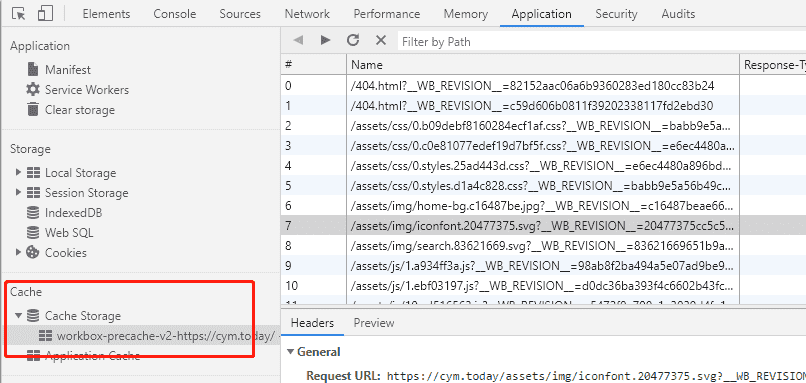 Elements Console Sources Network Performance Memory Application Security Audits
Application
Manifest
Service Workers
Clear storage
Storage
Local Storage
Session Storage
IndexedDB
Web SQL
Cookies
Cache
Cache Storage
workbox-precache-v2-https://cym.today/
Application Cache
Filter by Path
# Name Response-Ty
0 /404.html?__WB_REVISION__=82152aac06a6b9360283ed180cc83b24
1 /404.html?__WB_REVISION__=c59d606b0811f39202338117fd2ebd30
2 /assets/css/0.b09debf8160284ecf1af.css?__WB_REVISION__=babb9e5a...
3 /assets/css/0.c0e81077edef19d7bf5f.css?__WB_REVISION__=e6ec4480...
4 /assets/css/0.styles.25ad443d.css?__WB_REVISION__=e6ec4480a896bd...
5 /assets/css/0.styles.d1a4c828.css?__WB_REVISION__=babb9e5a56b49c...
6 /assets/img/home-bg.c16487be.jpg?__WB_REVISION__=c16487beae66...
7 /assets/img/iconfont.20477375.svg?__WB_REVISION__=20477375cc5c5...
8 /assets/img/search.83621669.svg?__WB_REVISION__=83621669651b9a...
9 /assets/js/1.a934ff3a.js?__WB_REVISION__=98ab8f2ba494a5e07ad9be9...
10 /assets/js/1.ebf03197.js?__WB_REVISION__=d0dc36ba393f4c6602b43fc...
Headers Preview
General
Request URL: https://cym.today/assets/img/iconfont.20477375.svg?__WB_REVISION